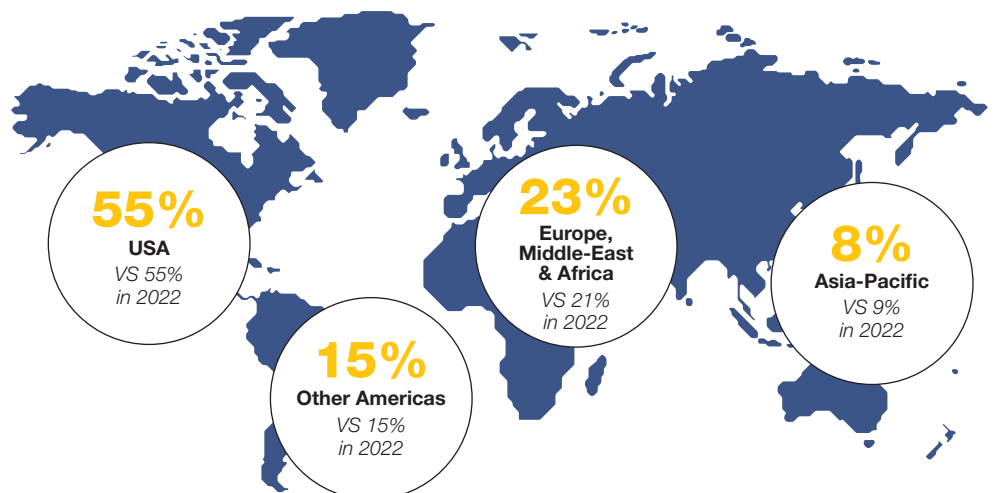 55%
USA
VS 55%
in 2022
15%
Other Americas
VS 15%
in 2022
23%
Europe,
Middle-East
& Africa
VS 21%
in 2022
8%
Asia-Pacific
VS 9%
in 2022